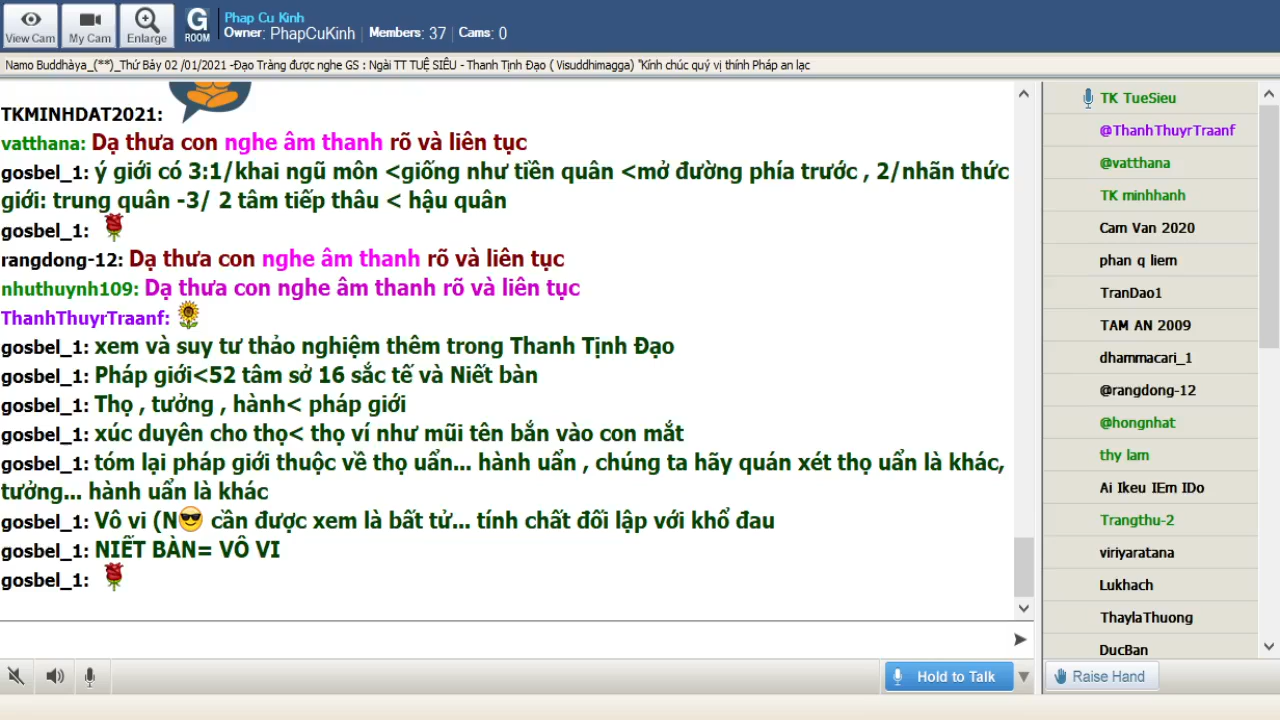 View Cam
My Cam
Enlarge
G
ROOM
Phap Cu Kinh
Owner: PhapCuKinh | Members: 37 | Cams: 0
Namo Buddhàya_(**)_Thứ Bảy 02 /01/2021 -Đạo Tràng được nghe GS : Ngài TT TUỆ SIÊU - Thanh Tịnh Đạo ( Visuddhimagga) "Kính chúc quý vị thính Pháp an lạc
TKMINHDAT2021:
vatthana: Dạ thưa con nghe âm thanh rõ và liên tục
gosbel_1: ý giới có 3:1/khai ngũ môn <giống như tiền quân <mở đường phía trước , 2/nhãn thức
giới: trung quân -3/ 2 tâm tiếp thâu < hậu quân
gosbel_1:
rangdong-12: Dạ thưa con nghe âm thanh rõ và liên tục
nhuthuynh109: Dạ thưa con nghe âm thanh rõ và liên tục
ThanhThuyrTraanf:
gosbel_1: xem và suy tư thảo nghiệm thêm trong Thanh Tịnh Đạo
gosbel_1: Pháp giới<52 tâm sở 16 sắc tế và Niết bàn
gosbel_1: Thọ , tưởng , hành< pháp giới
gosbel_1: xúc duyên cho thọ< thọ ví như mũi tên bắn vào con mắt
gosbel_1: tóm lại pháp giới thuộc về thọ uẩn... hành uẩn , chúng ta hãy quán xét thọ uẩn là khác,
tưởng... hành uẩn là khác
gosbel_1: Vô vi (N cần được xem là bất tử... tính chất đối lập với khổ đau
gosbel_1: NIẾT BÀN= VÔ VI
gosbel_1:
Hold to Talk
TK TueSieu
@ThanhThuyrTraanf
@vatthana
TK minhhanh
Cam Van 2020
phan q liem
TranDao1
TAM AN 2009
dhammacari_1
@rangdong-12
@hongnhat
thy lam
Ai lkeu IEm IDo
Trangthu-2
viriyaratana
Lukhach
ThaylaThuong
DucBan
Raise Hand